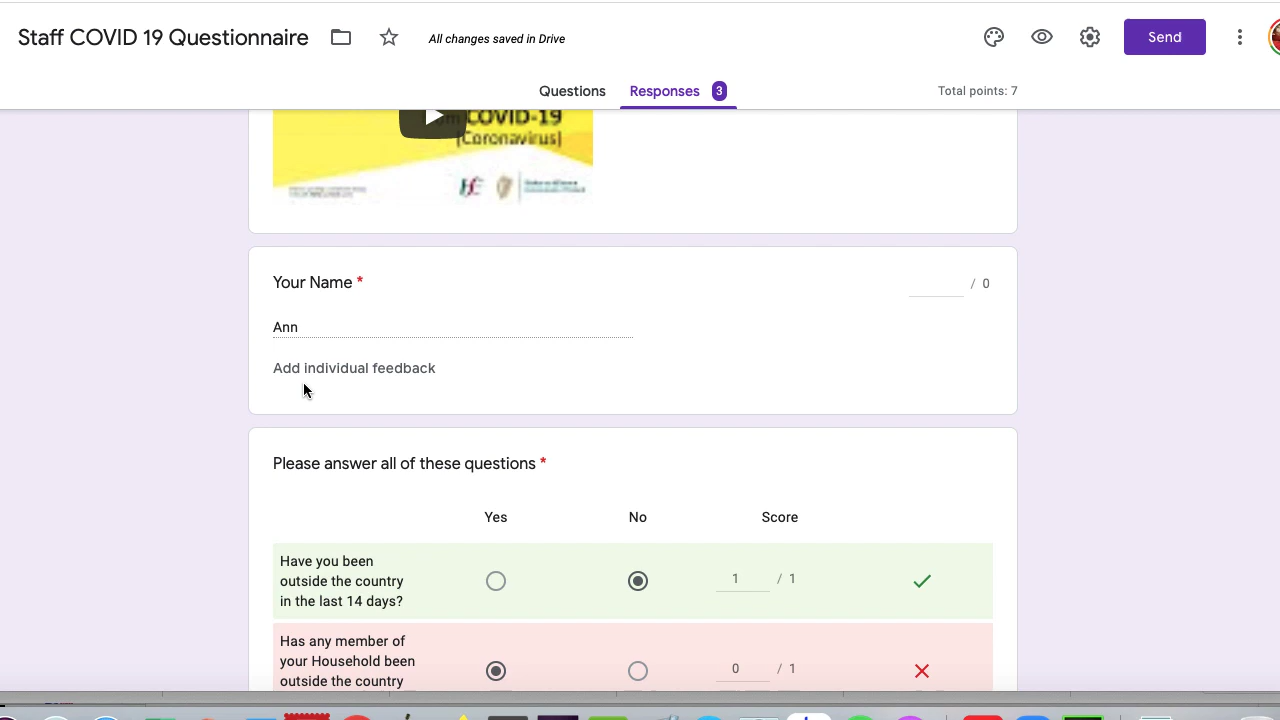 Staff COVID 19 Questionnaire
All changes saved in Drive
Send
Questions
Responses 3
Total points: 7
COVID-19
(Coronavirus)
Your Name *
/ 0
Ann
Add individual feedback
Please answer all of these questions *
Yes No Score
Have you been
outside the country
in the last 14 days?
1 / 1
Has any member of
your Household been
outside the country
0 / 1